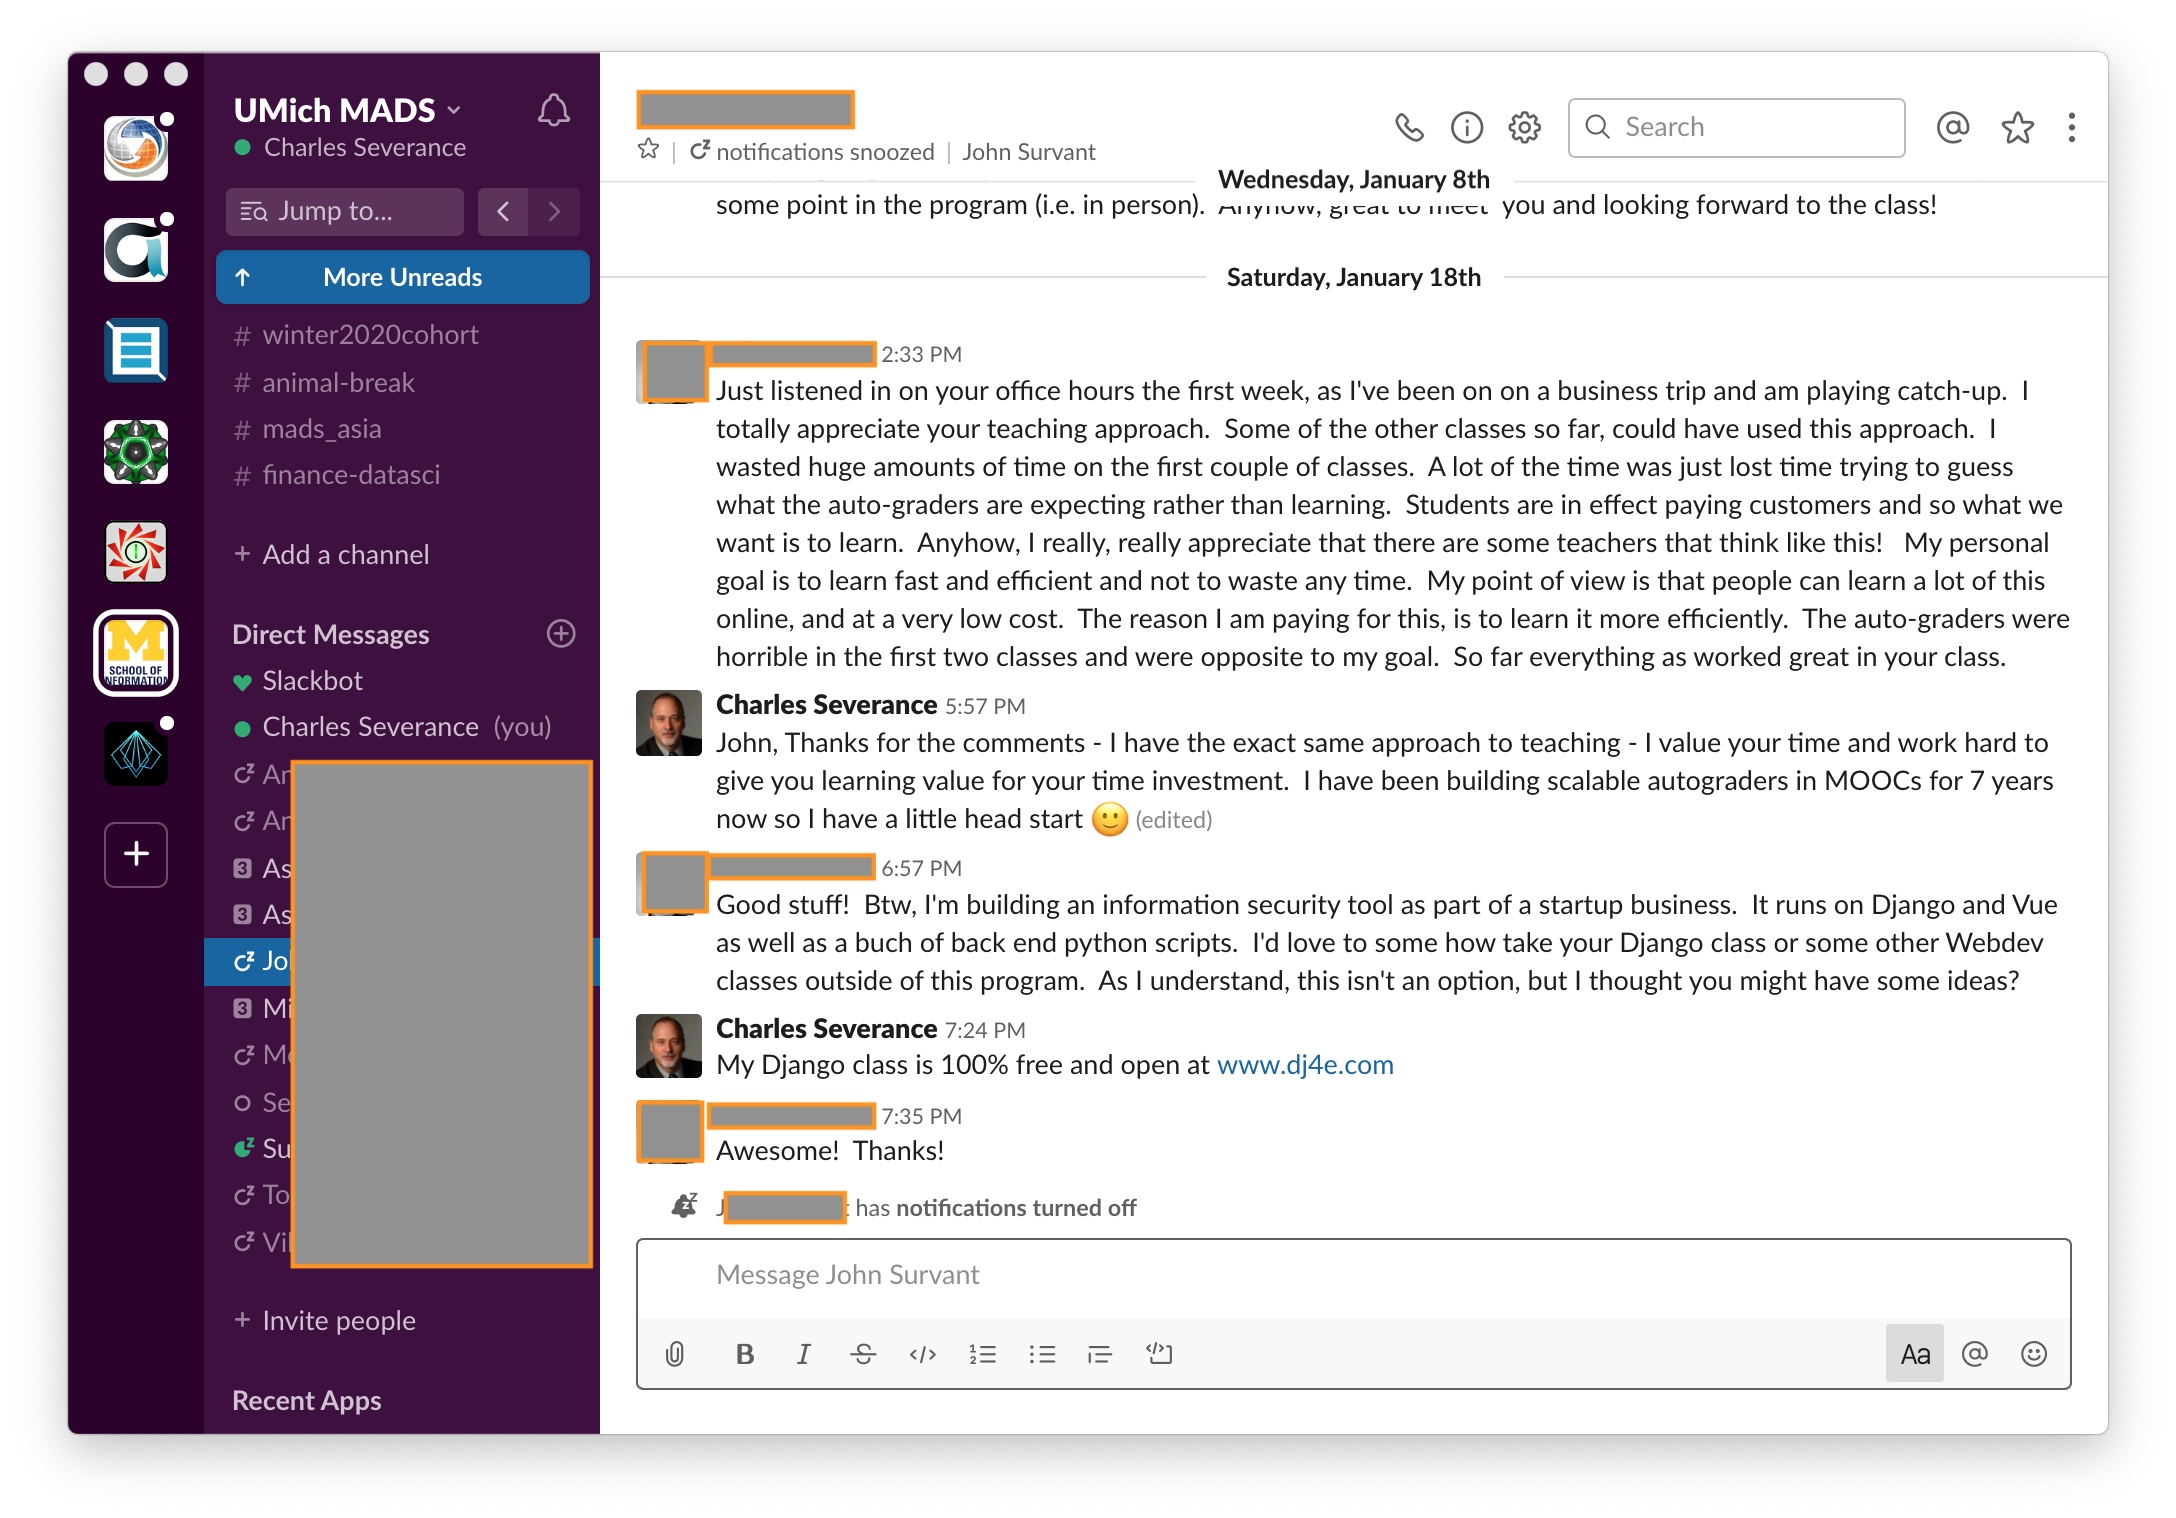 UMich MADS
Charles Severance
Jump to...
More Unreads
# winter2020cohort
# animal-break
# mads_asia
# finance-datasci
+ Add a channel
Direct Messages
Slackbot
Charles Severance (you)
An
An
3 As
3 As
Jo
3 Mi
Mo
Se
Su
To
Vi
+ Invite people
Recent Apps
M
SCHOOL OF
INFORMATION
notifications snoozed | John Survant
Search
Wednesday, January 8th
some point in the program (i.e. in person). Anyhow, great to meet you and looking forward to the class!
Saturday, January 18th
2:33 PM
Just listened in on your office hours the first week, as I've been on on a business trip and am playing catch-up. I
totally appreciate your teaching approach. Some of the other classes so far, could have used this approach. I
wasted huge amounts of time on the first couple of classes. A lot of the time was just lost time trying to guess
what the auto-graders are expecting rather than learning. Students are in effect paying customers and so what we
want is to learn. Anyhow, I really, really appreciate that there are some teachers that think like this! My personal
goal is to learn fast and efficient and not to waste any time. My point of view is that people can learn a lot of this
online, and at a very low cost. The reason I am paying for this, is to learn it more efficiently. The auto-graders were
horrible in the first two classes and were opposite to my goal. So far everything as worked great in your class.
Charles Severance 5:57 PM
John, Thanks for the comments - I have the exact same approach to teaching - I value your time and work hard to
give you learning value for your time investment. I have been building scalable autograders in MOOCs for 7 years
now so I have a little head start 🙂 (edited)
6:57 PM
Good stuff! Btw, I'm building an information security tool as part of a startup business. It runs on Django and Vue
as well as a buch of back end python scripts. I'd love to some how take your Django class or some other Webdev
classes outside of this program. As I understand, this isn't an option, but I thought you might have some ideas?
Charles Severance 7:24 PM
My Django class is 100% free and open at www.dj4e.com
7:35 PM
Awesome! Thanks!
J t has notifications turned off
Message John Survant
B I S </> Aa @